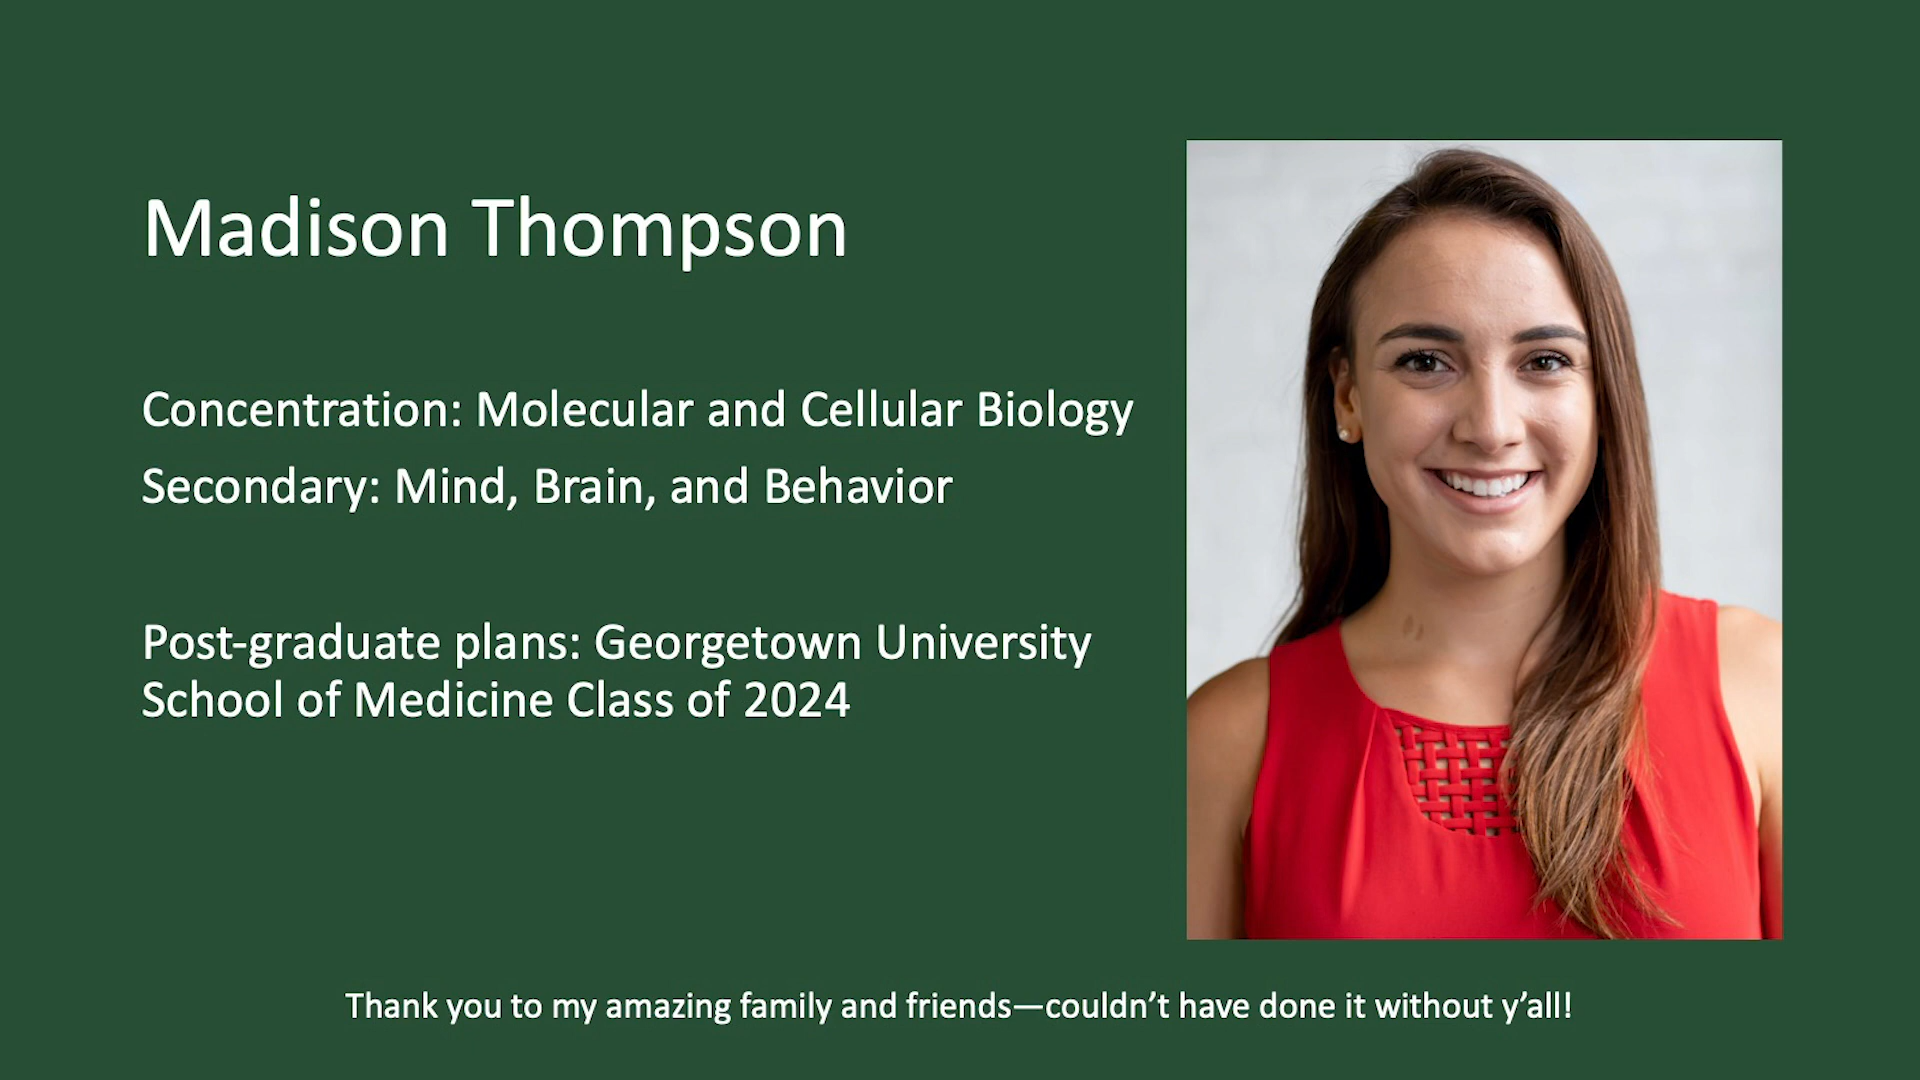 Madison Thompson
Concentration: Molecular and Cellular Biology
Secondary: Mind, Brain, and Behavior
Post-graduate plans: Georgetown University
School of Medicine Class of 2024
Thank you to my amazing family and friends—couldn’t have done it without y’all!